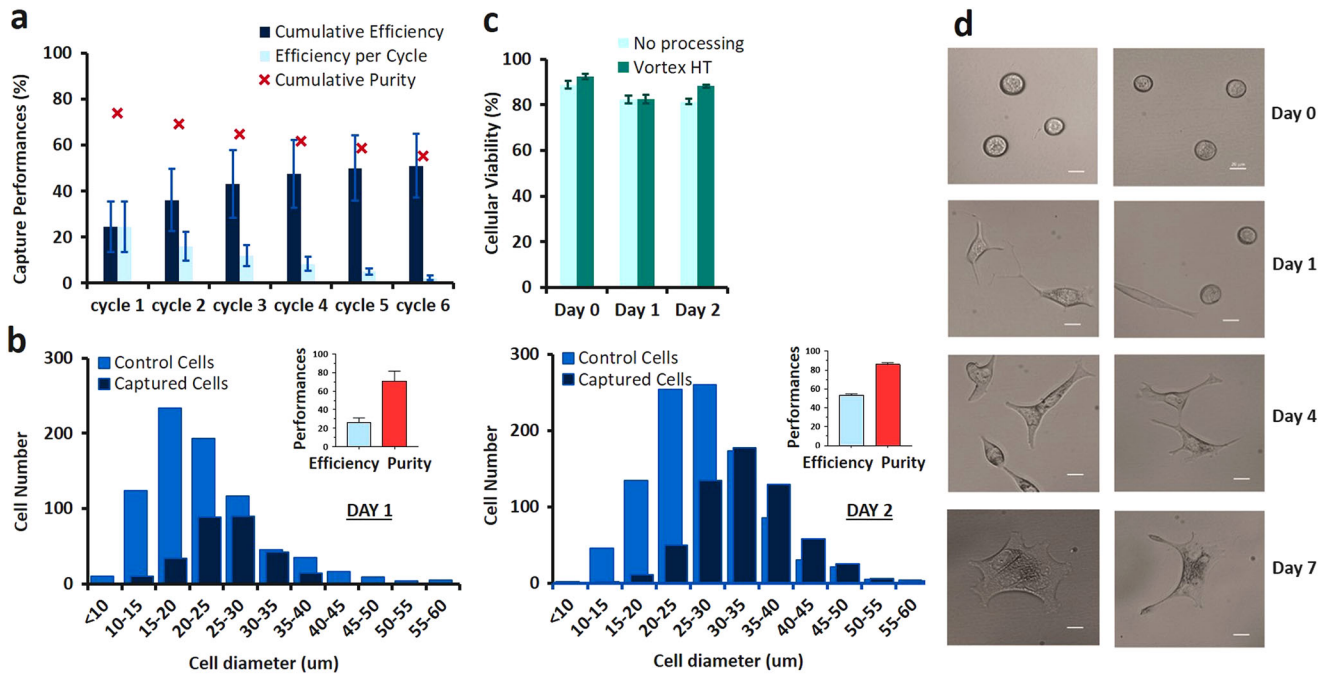 a
Cumulative Efficiency
Efficiency per Cycle
Cumulative Purity
Capture Performances (%)
100
80
60
40
20
0
cycle 1 cycle 2 cycle 3 cycle 4 cycle 5 cycle 6
c
No processing
Vortex HT
Cellular Viability (%)
100
80
60
40
20
0
Day 0 Day 1 Day 2
b
Control Cells
Captured Cells
Cell Number
300
200
100
0
<10 10-15 15-20 20-25 25-30 30-35 35-40 40-45 45-50 50-55 55-60
Cell diameter (um)
DAY 1
Performances
100
80
60
40
20
0
Efficiency Purity
Control Cells
Captured Cells
Cell Number
300
200
100
0
<10 10-15 15-20 20-25 25-30 30-35 35-40 40-45 45-50 50-55 55-60
Cell diameter (um)
DAY 2
Performances
100
80
60
40
20
0
Efficiency Purity
d
Day 0
Day 1
Day 4
Day 7